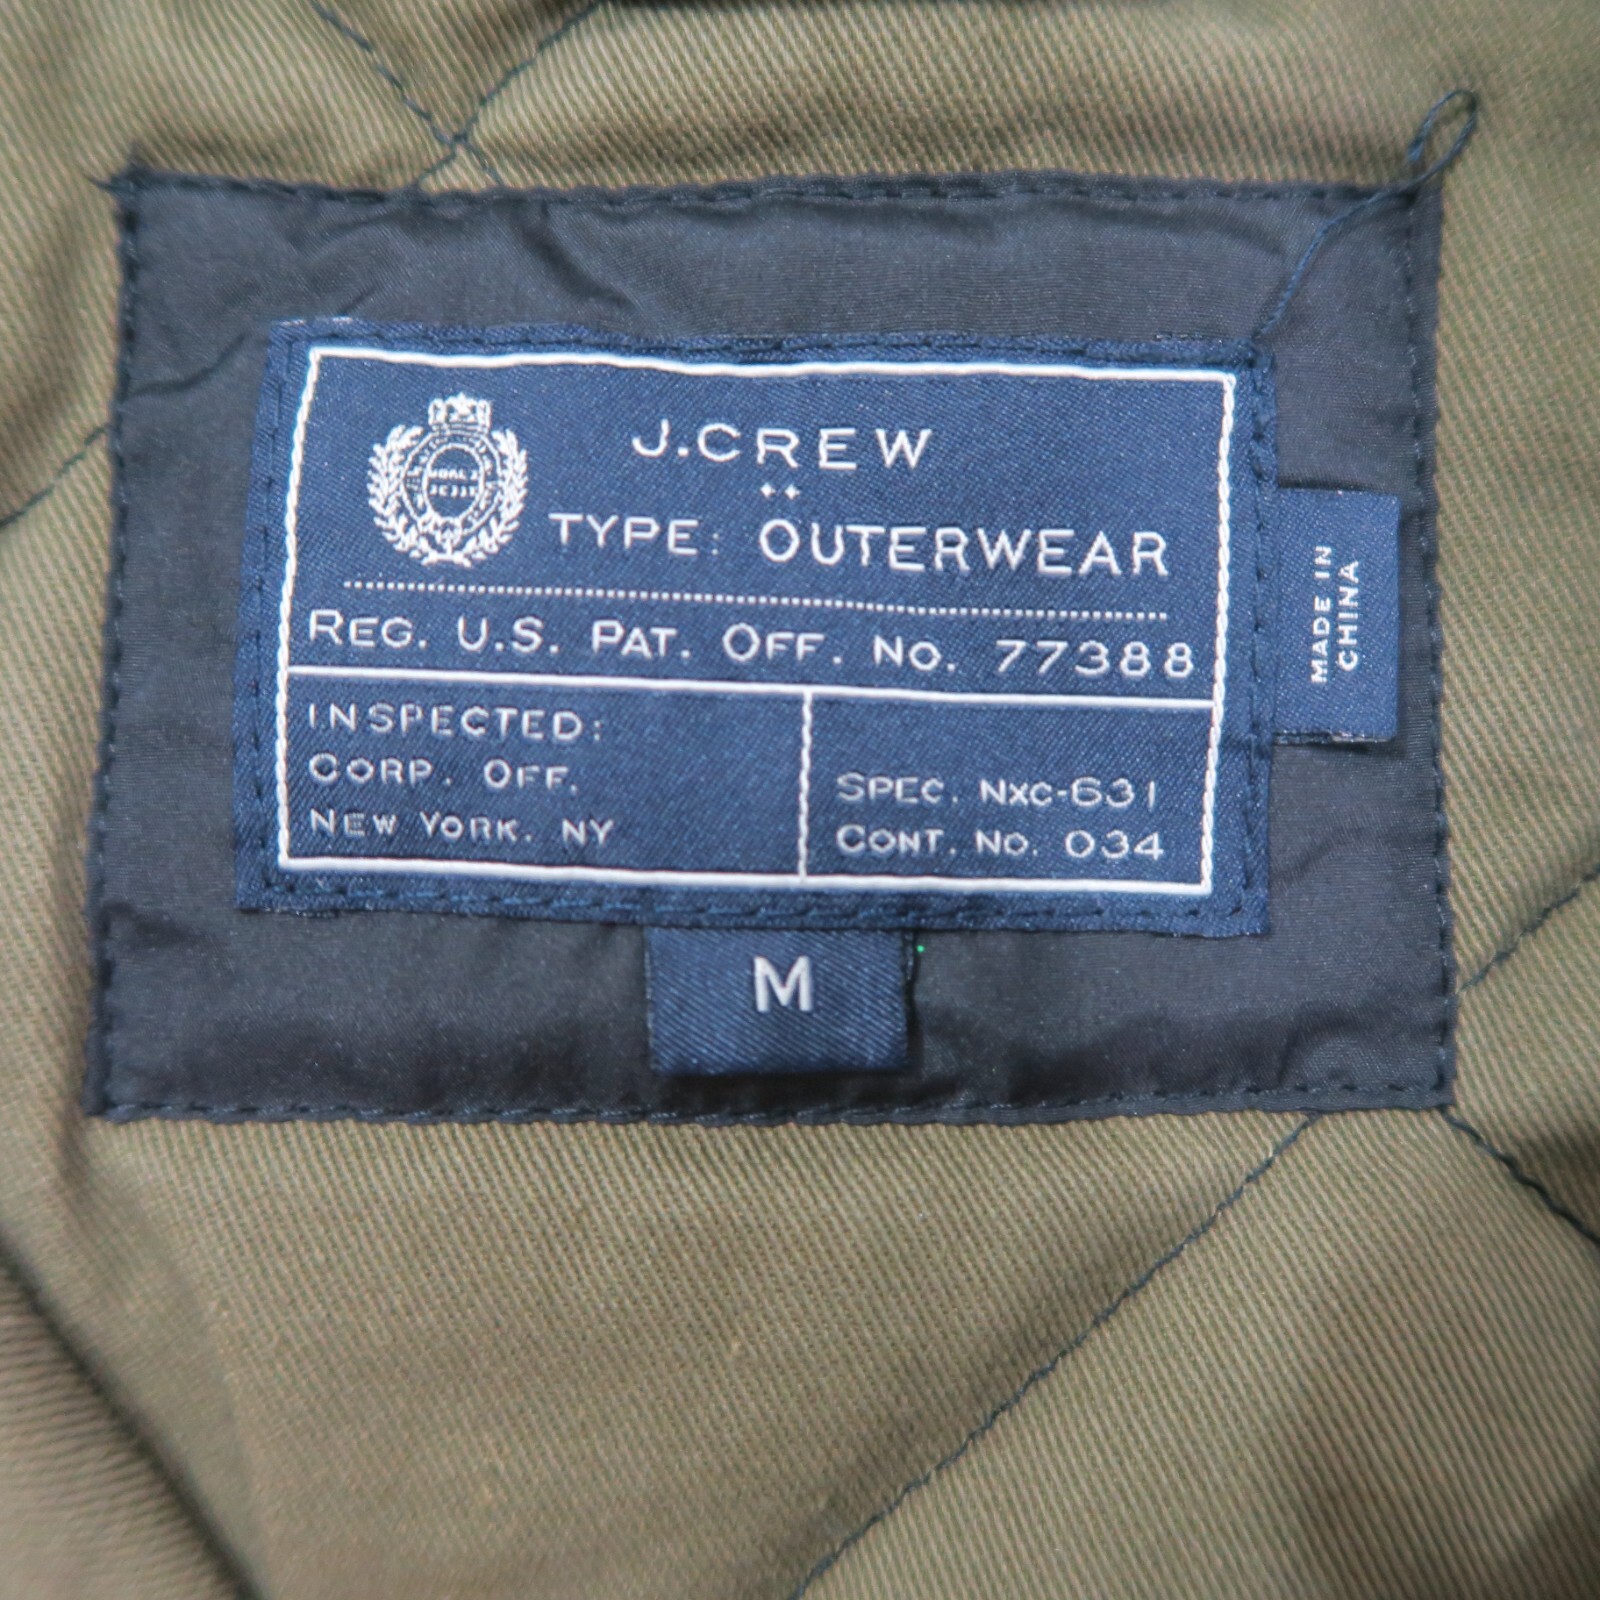 J.CREW
TYPE: OUTERWEAR
REG. U.S. PAT. OFF. NO. 77388
INSPECTED:
CORP. OFF.
NEW YORK. NY
SPEC. NXC-631
CONT. NO. 034
MADE IN
CHINA
M